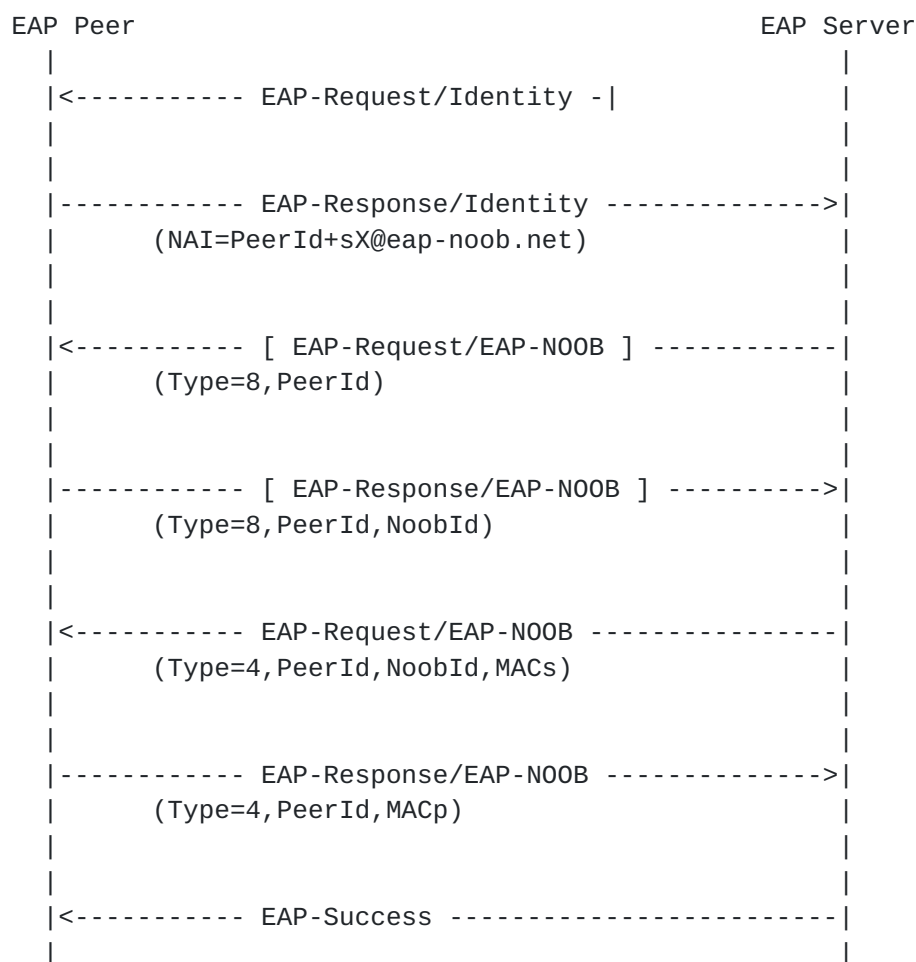 EAP Peer                                        EAP Server
  |                                                   |
  |<----------- EAP-Request/Identity -|               |
  |                                                   |
  |                                                   |
  |------------ EAP-Response/Identity -------------->|
  |      (NAI=PeerId+sX@eap-noob.net)                 |
  |                                                   |
  |                                                   |
  |<----------- [ EAP-Request/EAP-NOOB ] ------------|
  |      (Type=8,PeerId)                              |
  |                                                   |
  |                                                   |
  |------------ [ EAP-Response/EAP-NOOB ] ---------->|
  |      (Type=8,PeerId,NoobId)                       |
  |                                                   |
  |                                                   |
  |<----------- EAP-Request/EAP-NOOB ----------------|
  |      (Type=4,PeerId,NoobId,MACs)                  |
  |                                                   |
  |                                                   |
  |------------ EAP-Response/EAP-NOOB -------------->|
  |      (Type=4,PeerId,MACp)                         |
  |                                                   |
  |                                                   |
  |<----------- EAP-Success -------------------------|
  |                                                   |